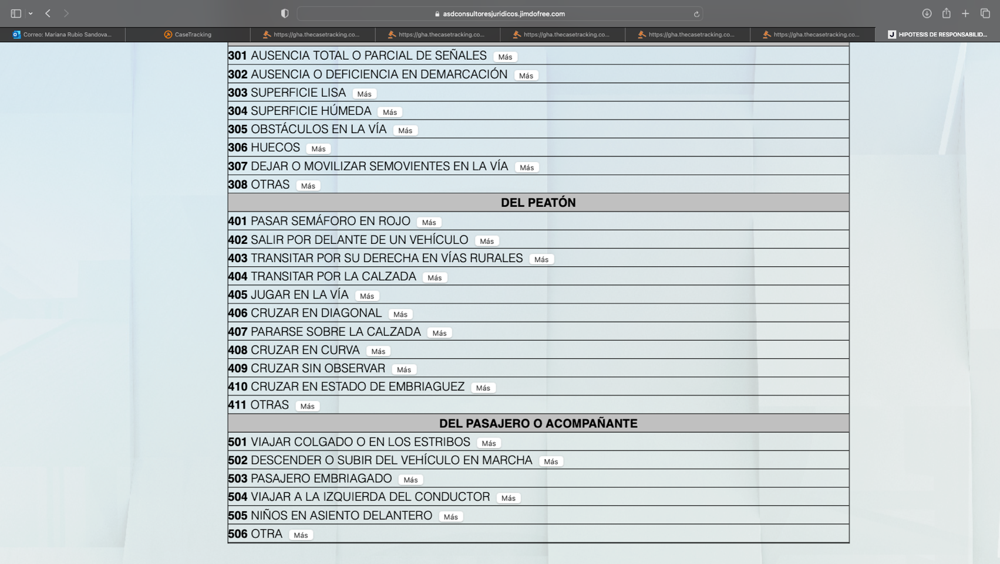 asdconsultoresjuridicos.jimdofree.com
Correo: Mariana Rubio Sandova...
CaseTracking
https://gha.thecasetracking.co...
https://gha.thecasetracking.co...
https://gha.thecasetracking.co...
https://gha.thecasetracking.co...
https://gha.thecasetracking.co...
J HIPOTESIS DE RESPONSABILID...
301 AUSENCIA TOTAL O PARCIAL DE SEÑALES Más
302 AUSENCIA O DEFICIENCIA EN DEMARCACIÓN Más
303 SUPERFICIE LISA Más
304 SUPERFICIE HÚMEDA Más
305 OBSTÁCULOS EN LA VÍA Más
306 HUECOS Más
307 DEJAR O MOVILIZAR SEMOVIENTES EN LA VÍA Más
308 OTRAS Más
DEL PEATÓN
401 PASAR SEMÁFORO EN ROJO Más
402 SALIR POR DELANTE DE UN VEHÍCULO Más
403 TRANSITAR POR SU DERECHA EN VÍAS RURALES Más
404 TRANSITAR POR LA CALZADA Más
405 JUGAR EN LA VÍA Más
406 CRUZAR EN DIAGONAL Más
407 PARARSE SOBRE LA CALZADA Más
408 CRUZAR EN CURVA Más
409 CRUZAR SIN OBSERVAR Más
410 CRUZAR EN ESTADO DE EMBRIAGUEZ Más
411 OTRAS Más
DEL PASAJERO O ACOMPAÑANTE
501 VIAJAR COLGADO O EN LOS ESTRIBOS Más
502 DESCENDER O SUBIR DEL VEHÍCULO EN MARCHA Más
503 PASAJERO EMBRIAGADO Más
504 VIAJAR A LA IZQUIERDA DEL CONDUCTOR Más
505 NIÑOS EN ASIENTO DELANTERO Más
506 OTRA Más